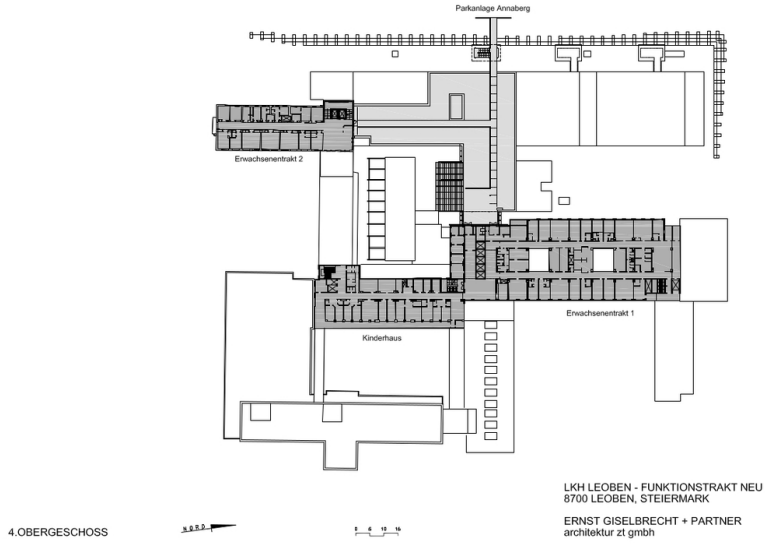 Parkanlage Annaberg
Erwachsenentrakt 2
Erwachsenentrakt 1
Kinderhaus
LKH LEOBEN - FUNKTIONSTRAKT NEU
8700 LEOBEN, STEIERMARK
ERNST GISELBRECHT + PARTNER
architektur zt gmbh
4.OBERGESCHOSS
NORD